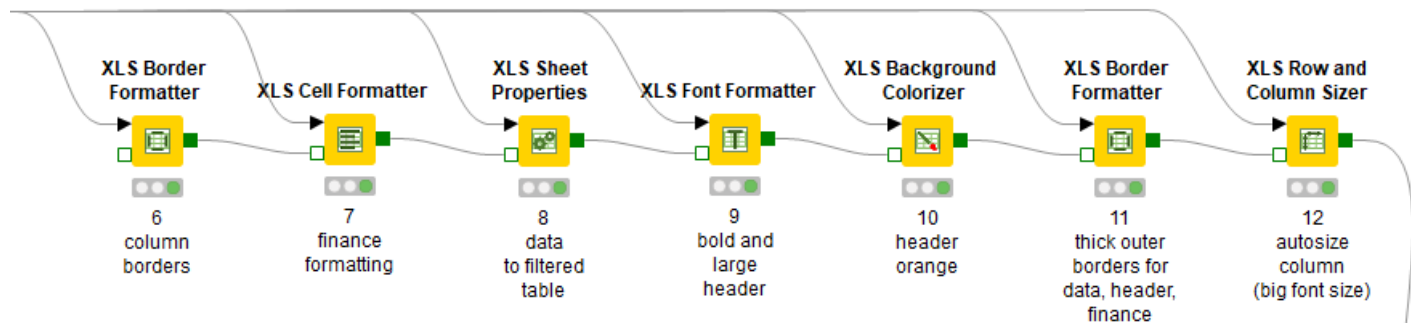 XLS Border
Formatter
XLS Cell Formatter
XLS Sheet
Properties
XLS Font Formatter
XLS Background
Colorizer
XLS Border
Formatter
XLS Row and
Column Sizer
6
column
borders
7
finance
formatting
8
data
to filtered
table
9
bold and
large
header
10
header
orange
11
thick outer
borders for
data, header,
finance
12
autosize
column
(big font size)